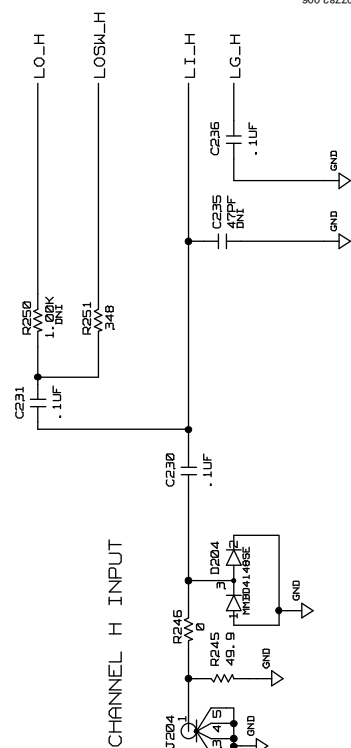 LO_H
LOSW_H
LI_H
LG_H
C236
.1UF
GND
C235
47PF
DNI
GND
R250
1.00K
DNI
R251
348
C231
.1UF
C230
.1UF
CHANNEL H INPUT
D204
2
3
1
MMBD4148SE
GND
R246
0
R245
49.9
GND
J204
1
3 4 5
GND